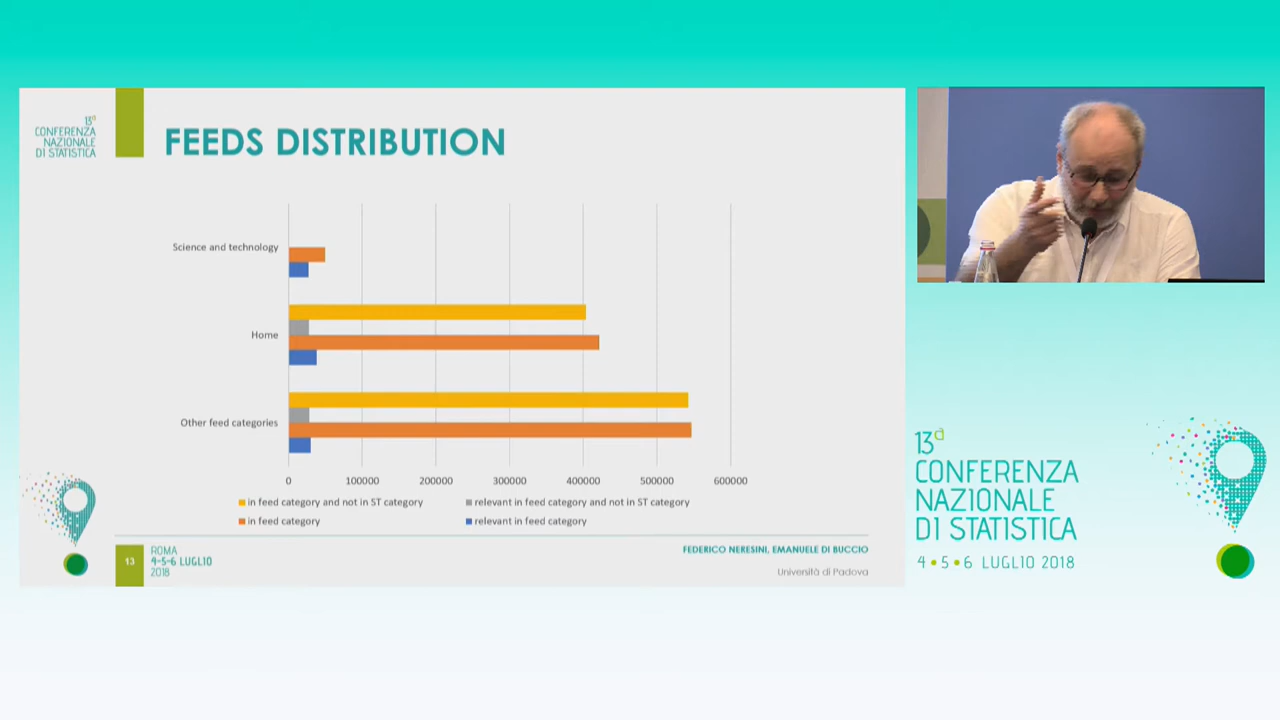 13a
CONFERENZA
NAZIONALE
DI STATISTICA
FEEDS DISTRIBUTION
Science and technology
Home
Other feed categories
0 100000 200000 300000 400000 500000 600000
in feed category and not in ST category
relevant in feed category and not in ST category
in feed category
relevant in feed category
13
ROMA
4-5-6 LUGLIO
2018
FEDERICO NERESINI, EMANUELE DI BUCCIO
Università di Padova
13a
CONFERENZA
NAZIONALE
DI STATISTICA
4 • 5 • 6 LUGLIO 2018